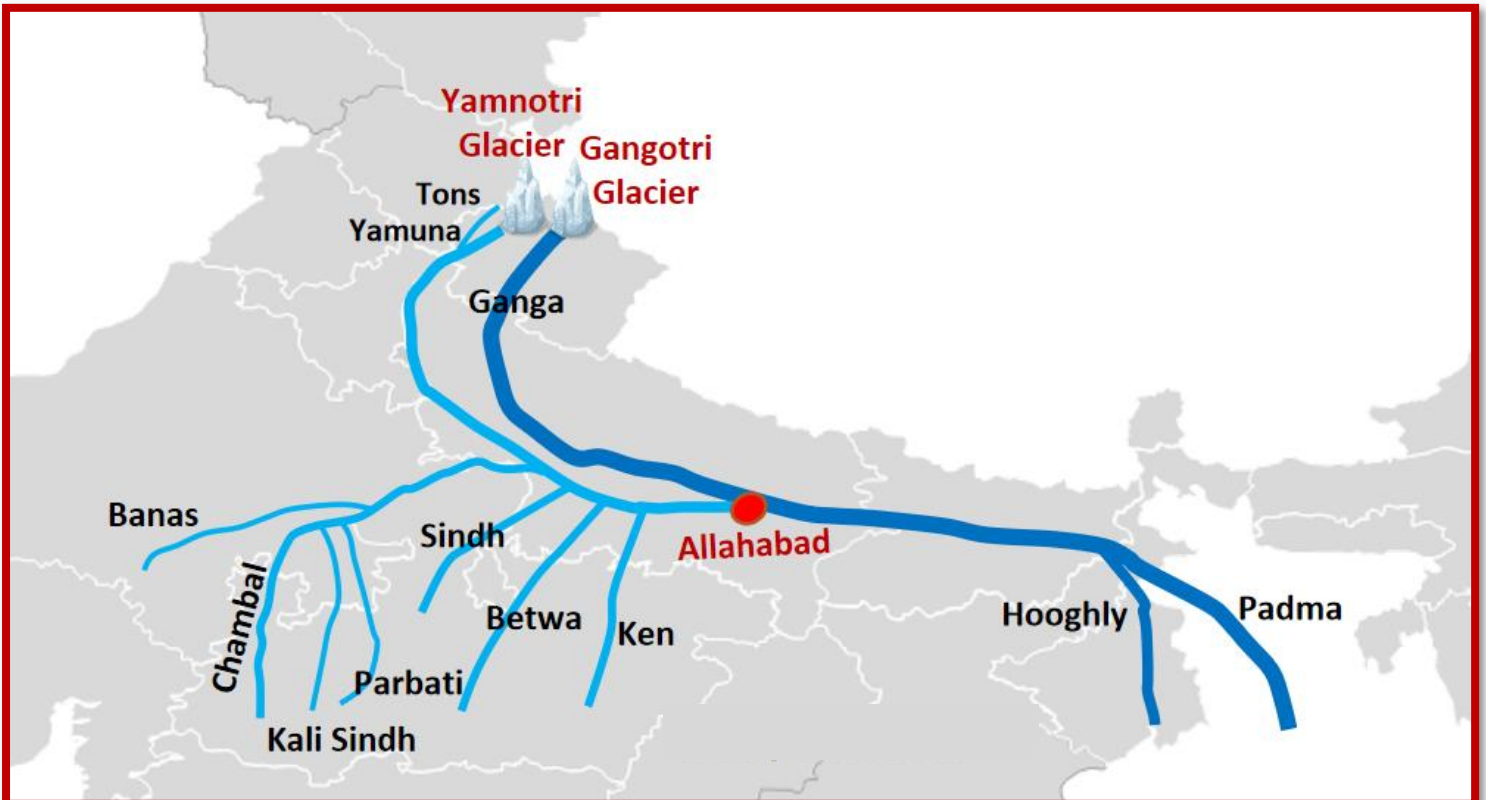 Yamnotri
Glacier
Gangotri
Glacier
Tons
Yamuna
Ganga
Banas
Sindh
Allahabad
Chambal
Betwa
Ken
Hooghly
Padma
Parbati
Kali Sindh